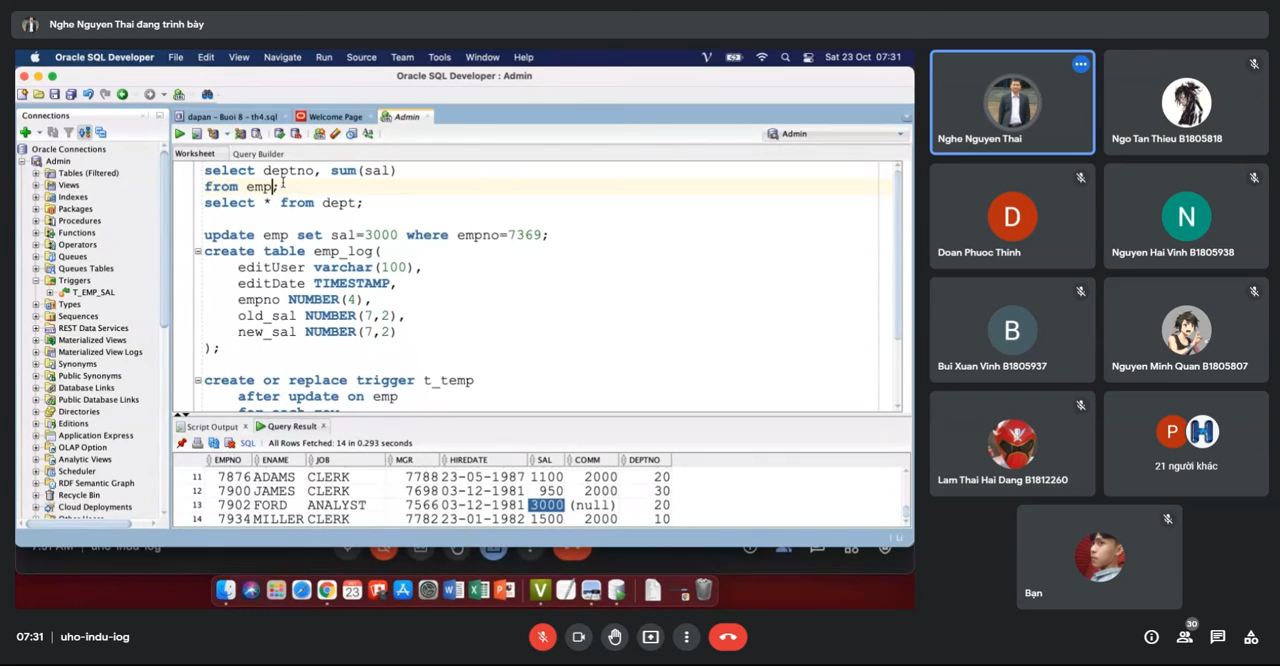 Nghe Nguyen Thai đang trình bày
Oracle SQL Developer File Edit View Navigate Run Source Team Tools Window Help Sat 23 Oct 07:31
Oracle SQL Developer : Admin
Connections
dapan - Buoi 8 - th4.sql Welcome Page Admin
Admin
Worksheet Query Builder
Oracle Connections
Admin
Tables (Filtered)
Views
Indexes
Packages
Procedures
Functions
Operators
Queues
Queues Tables
Triggers
T_EMP_SAL
Types
Sequences
REST Data Services
Materialized Views
Materialized View Logs
Synonyms
Public Synonyms
Database Links
Public Database Links
Directories
Editions
Application Express
OLAP Option
Analytic Views
Scheduler
RDF Semantic Graph
Recycle Bin
Cloud Deployments
select deptno, sum(sal)
from emp;
select * from dept;
update emp set sal=3000 where empno=7369;
create table emp_log(
editUser varchar(100),
editDate TIMESTAMP,
empno NUMBER(4),
old_sal NUMBER(7,2),
new_sal NUMBER(7,2)
);
create or replace trigger t_temp
after update on emp
for each row
Script Output Query Result
SQL All Rows Fetched: 14 in 0.293 seconds
EMPNO ENAME JOB MGR HIREDATE SAL COMM DEPTNO
11 7876 ADAMS CLERK 7788 23-05-1987 1100 2000 20
12 7900 JAMES CLERK 7698 03-12-1981 950 2000 30
13 7902 FORD ANALYST 7566 03-12-1981 3000 (null) 20
14 7934 MILLER CLERK 7782 23-01-1982 1500 2000 10
Nghe Nguyen Thai
Ngo Tan Thieu B1805818
D
Doan Phuoc Thinh
N
Nguyen Hai Vinh B1805938
B
Bui Xuan Vinh B1805937
Nguyen Minh Quan B1805807
Lam Thai Hai Dang B1812260
P
21 người khác
Bạn
23
07:31 uho-indu-iog
30